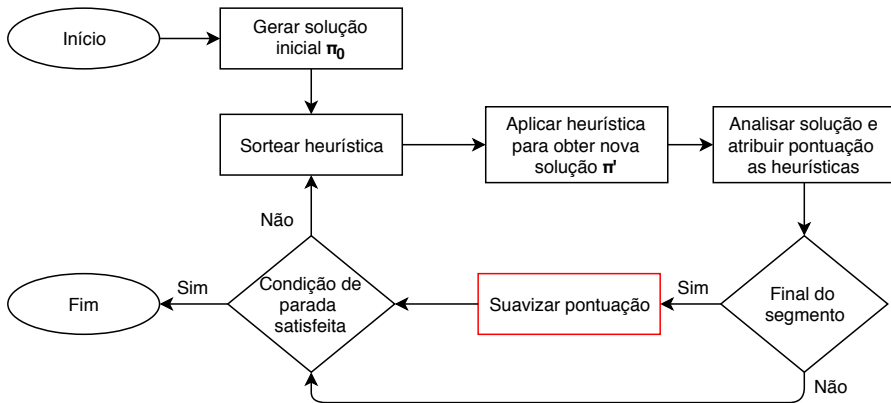 Início
Gerar solução
inicial π0
Sortear heurística
Aplicar heurística
para obter nova
solução π'
Analisar solução e
atribuir pontuação
as heurísticas
Não
Fim
Sim
Condição de
parada
satisfeita
Suavizar pontuação
Sim
Final do
segmento
Não